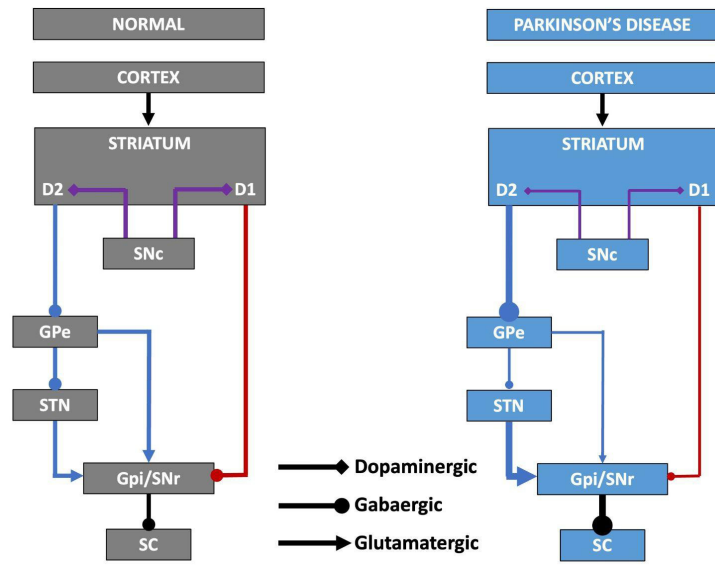 NORMAL
CORTEX
STRIATUM
D2
D1
SNc
GPe
STN
Gpi/SNr
SC
PARKINSON'S DISEASE
CORTEX
STRIATUM
D2
D1
SNc
GPe
STN
Gpi/SNr
SC
Dopaminergic
Gabaergic
Glutamatergic